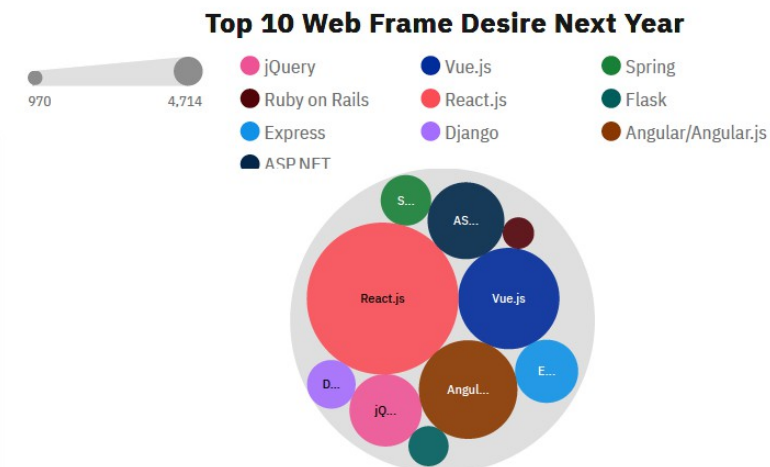 Top 10 Web Frame Desire Next Year
970 4,714
jQuery Vue.js Spring
Ruby on Rails React.js Flask
Express Django Angular/Angular.js
ASP.NET
S...
AS...
React.js Vue.js
E...
D... Angul...
jQ...